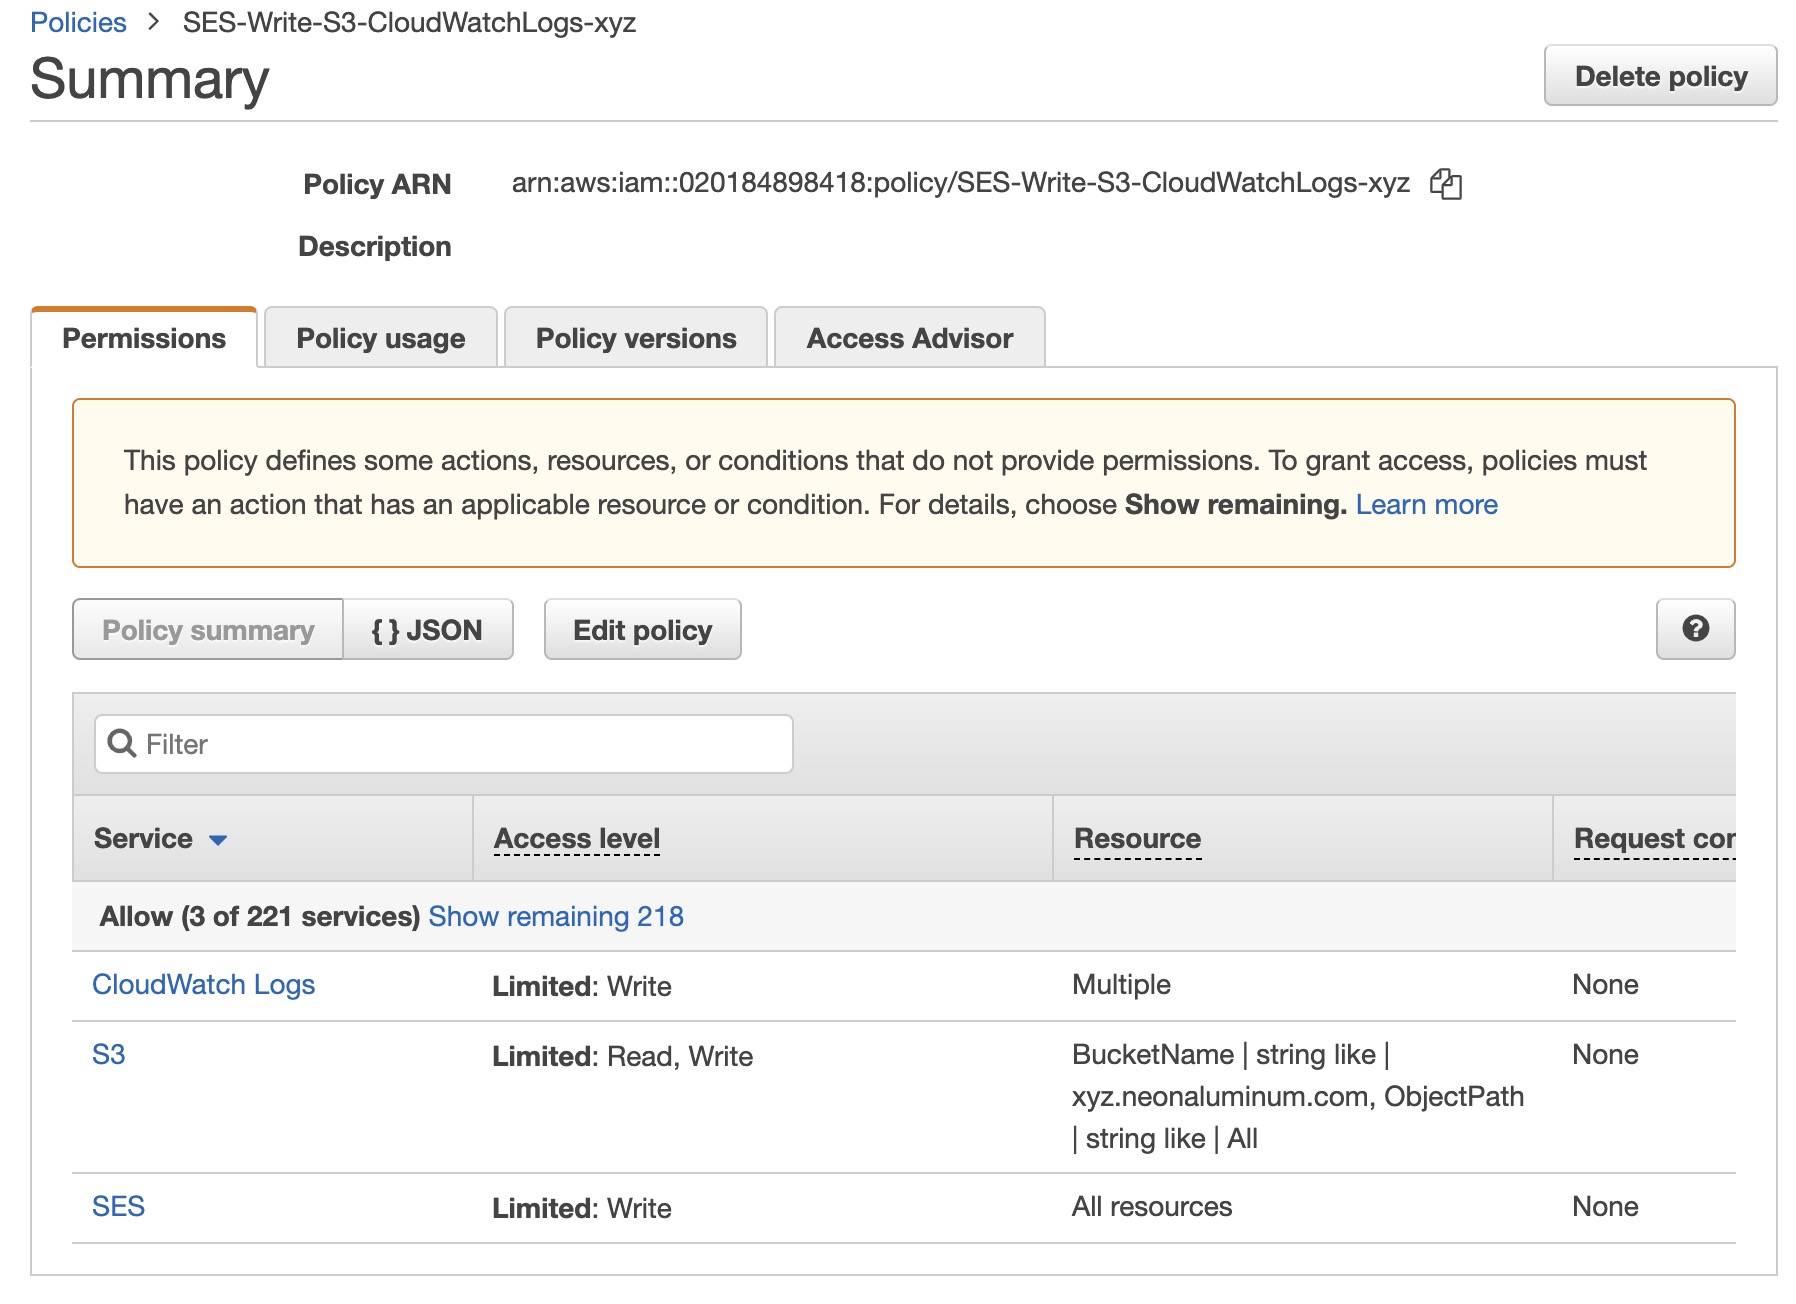 Policies > SES-Write-S3-CloudWatchLogs-xyz
Summary
Delete policy
Policy ARN arn:aws:iam::020184898418:policy/SES-Write-S3-CloudWatchLogs-xyz
Description
Permissions Policy usage Policy versions Access Advisor
This policy defines some actions, resources, or conditions that do not provide permissions. To grant access, policies must
have an action that has an applicable resource or condition. For details, choose Show remaining. Learn more
Policy summary { } JSON Edit policy ?
Filter
Service Access level Resource Request cor
Allow (3 of 221 services) Show remaining 218
CloudWatch Logs Limited: Write Multiple None
S3 Limited: Read, Write BucketName | string like | None
xyz.neonaluminum.com, ObjectPath
| string like | All
SES Limited: Write All resources None